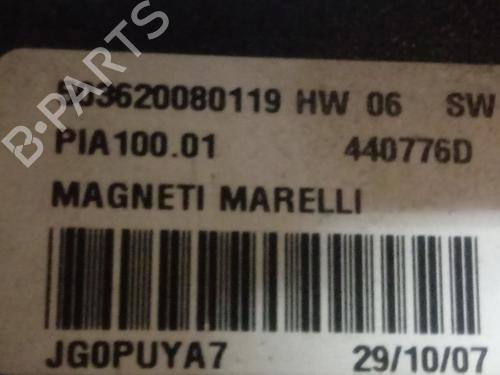 503620080119 HW 06 SW
PIA100.01 440776D
MAGNETI MARELLI
JG0PUYA7 29/10/07
B-PARTS